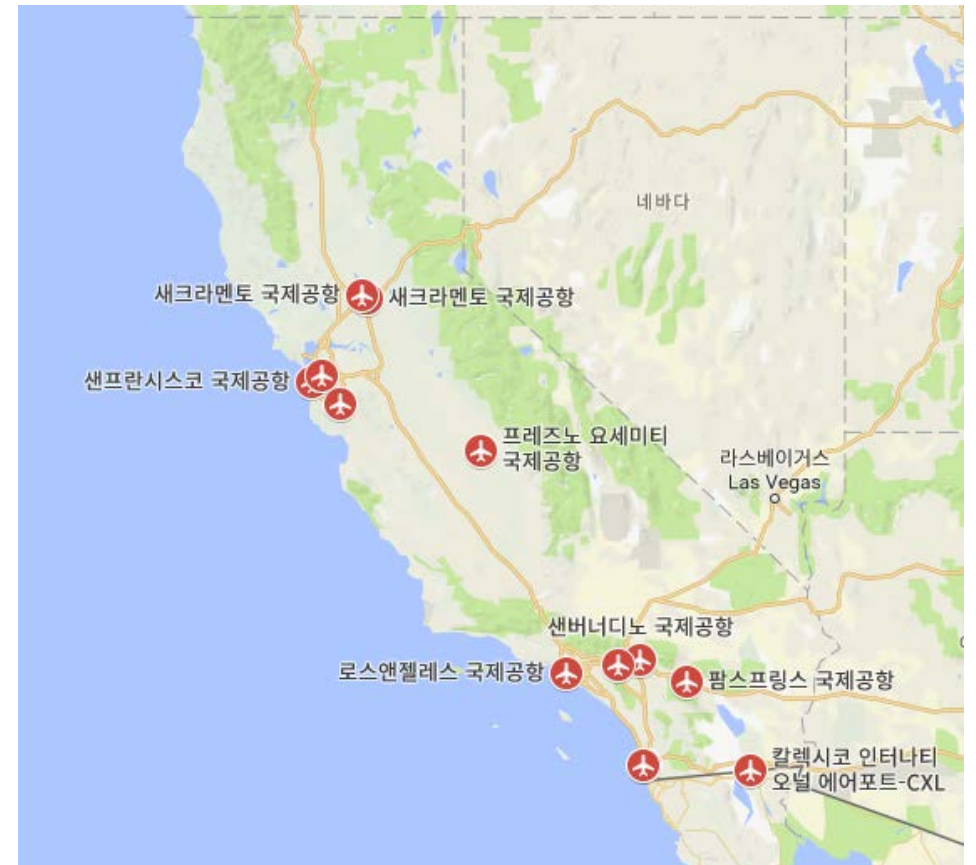 네바다
새크라멘토 국제공항
새크라멘토 국제공항
샌프란시스코 국제공항
프레즈노 요세미티
국제공항
라스베이거스
Las Vegas
샌버너디노 국제공항
로스앤젤레스 국제공항
팜스프링스 국제공항
칼렉시코 인터나티
오널 에어포트-CXL